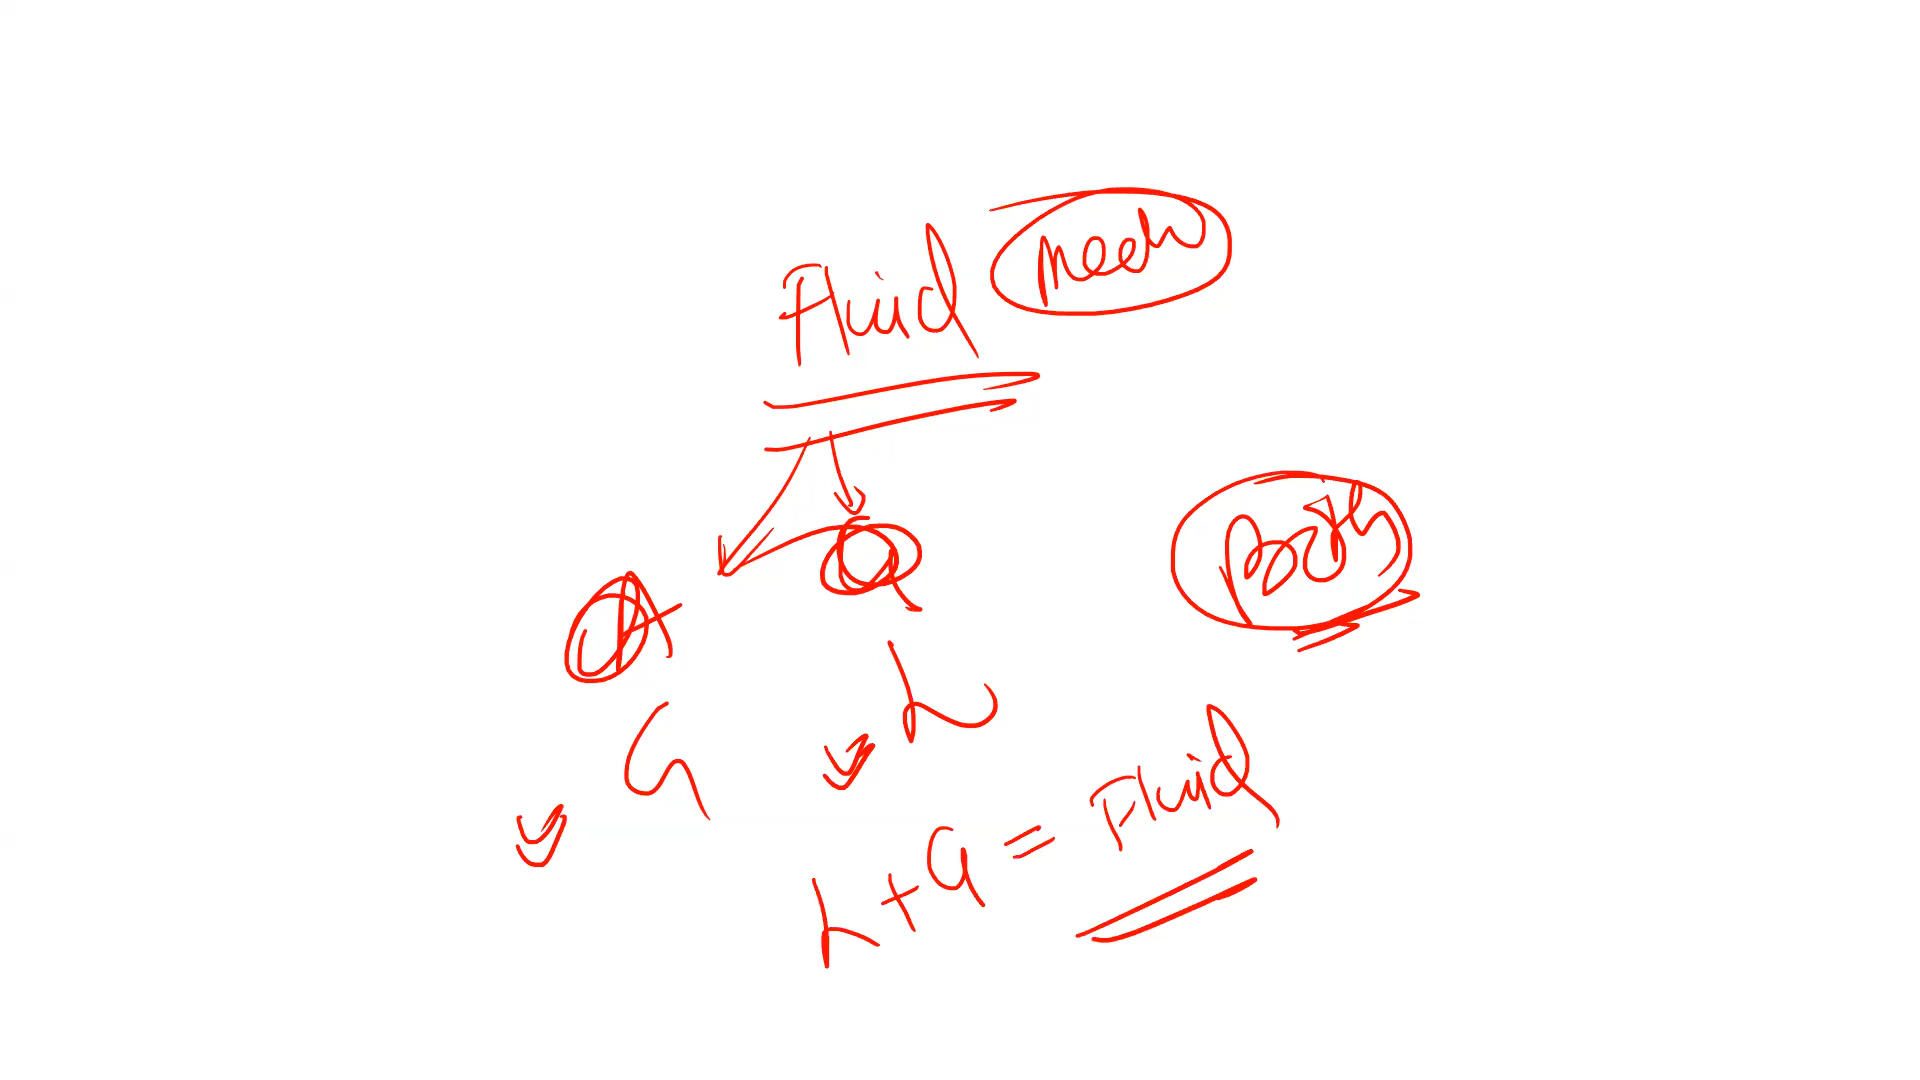 Fluid Mech
Both
G L
L + G = Fluid